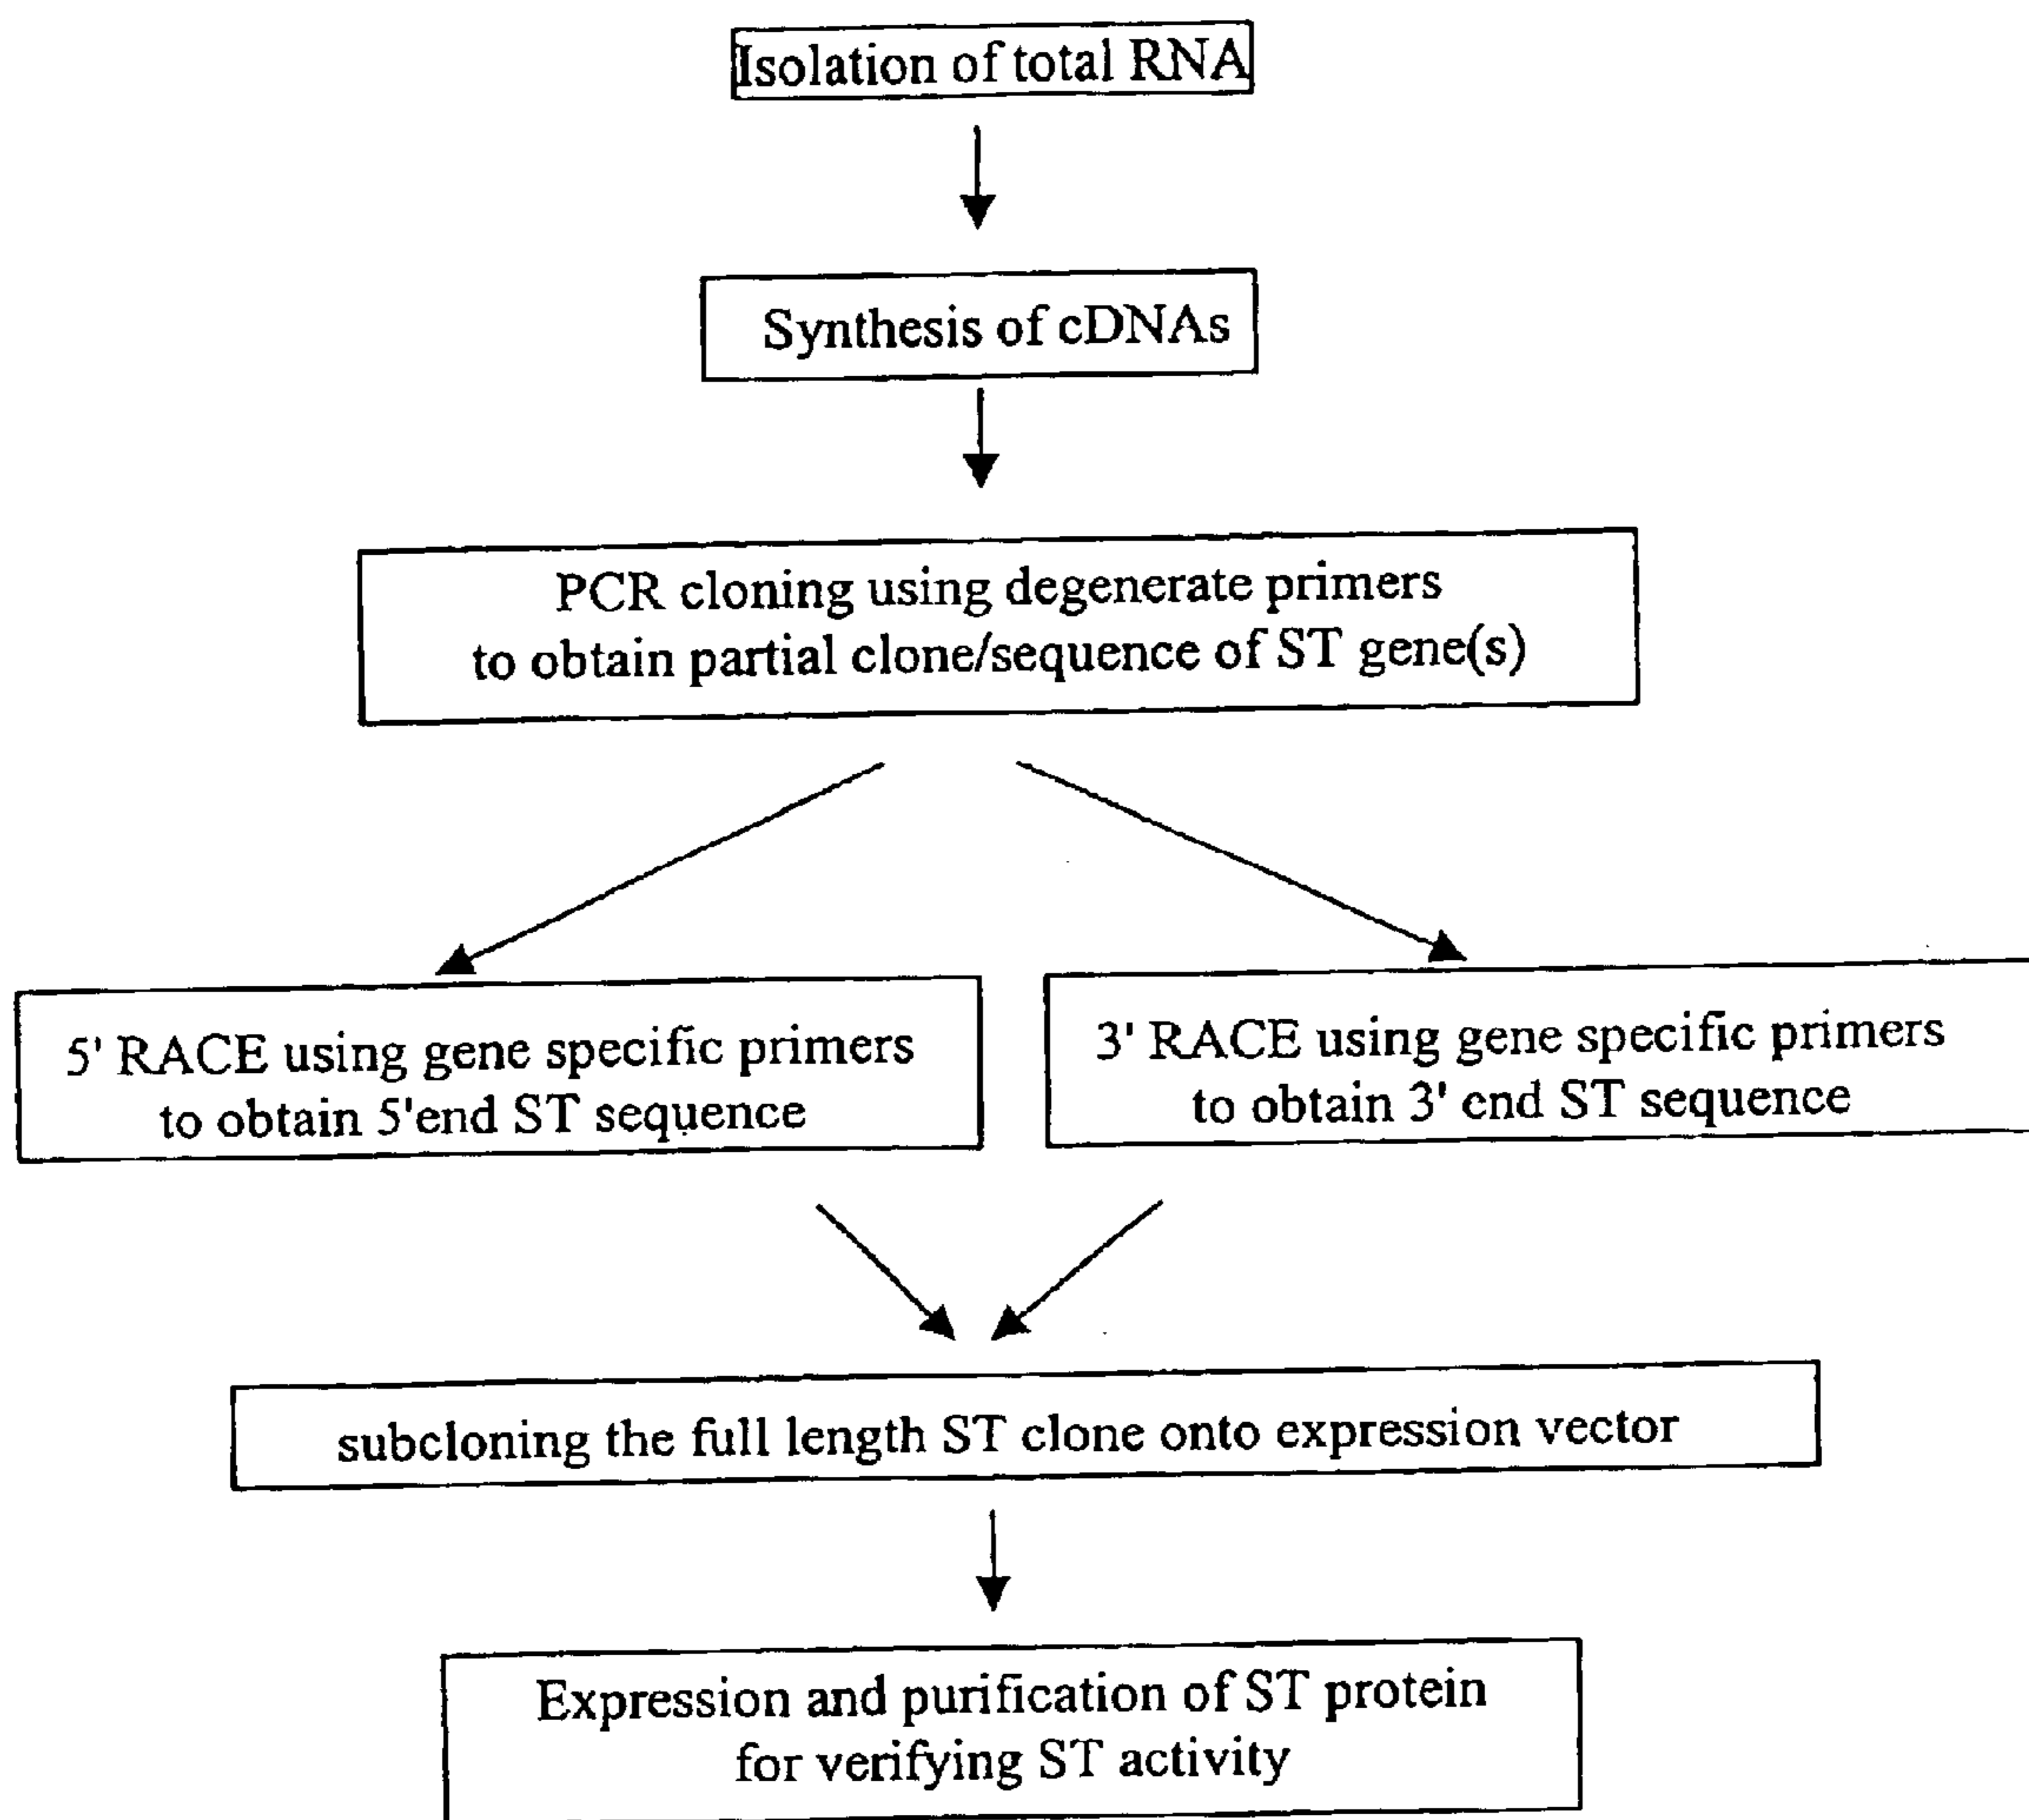 Isolation of total RNA
Synthesis of cDNAs
PCR cloning using degenerate primers
to obtain partial clone/sequence of ST gene(s)
5' RACE using gene specific primers
to obtain 5'end ST sequence
3' RACE using gene specific primers
to obtain 3' end ST sequence
subcloning the full length ST clone onto expression vector
Expression and purification of ST protein
for verifying ST activity